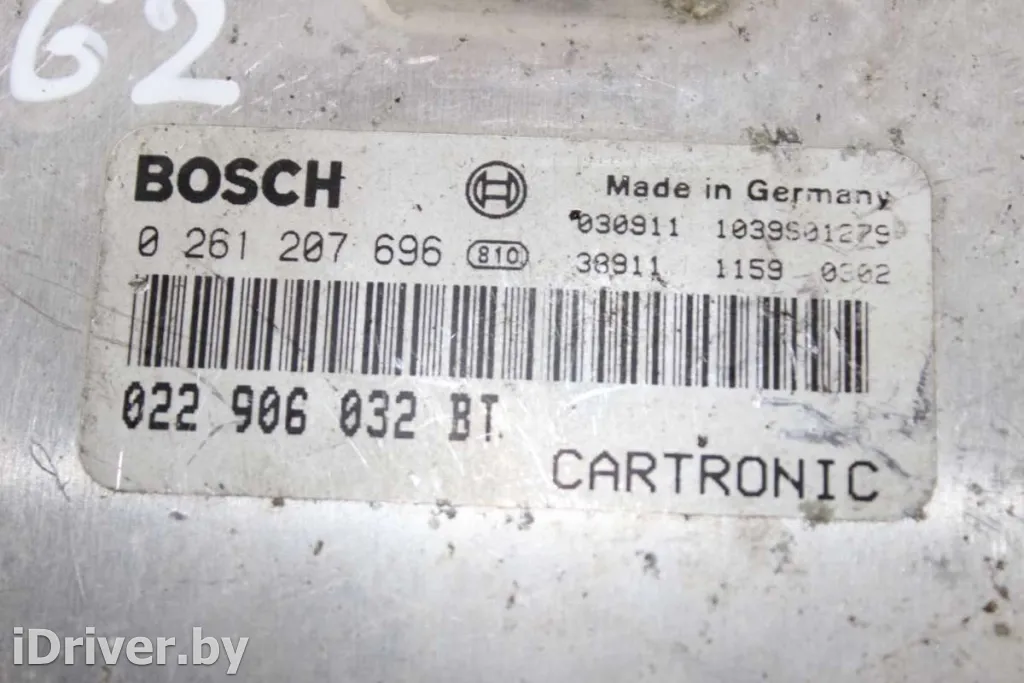 62
BOSCH
Made in Germany
030911 1039S01279
0 261 207 696 810
38911 1159 0302
022 906 032 BT
CARTRONIC
iDriver.by